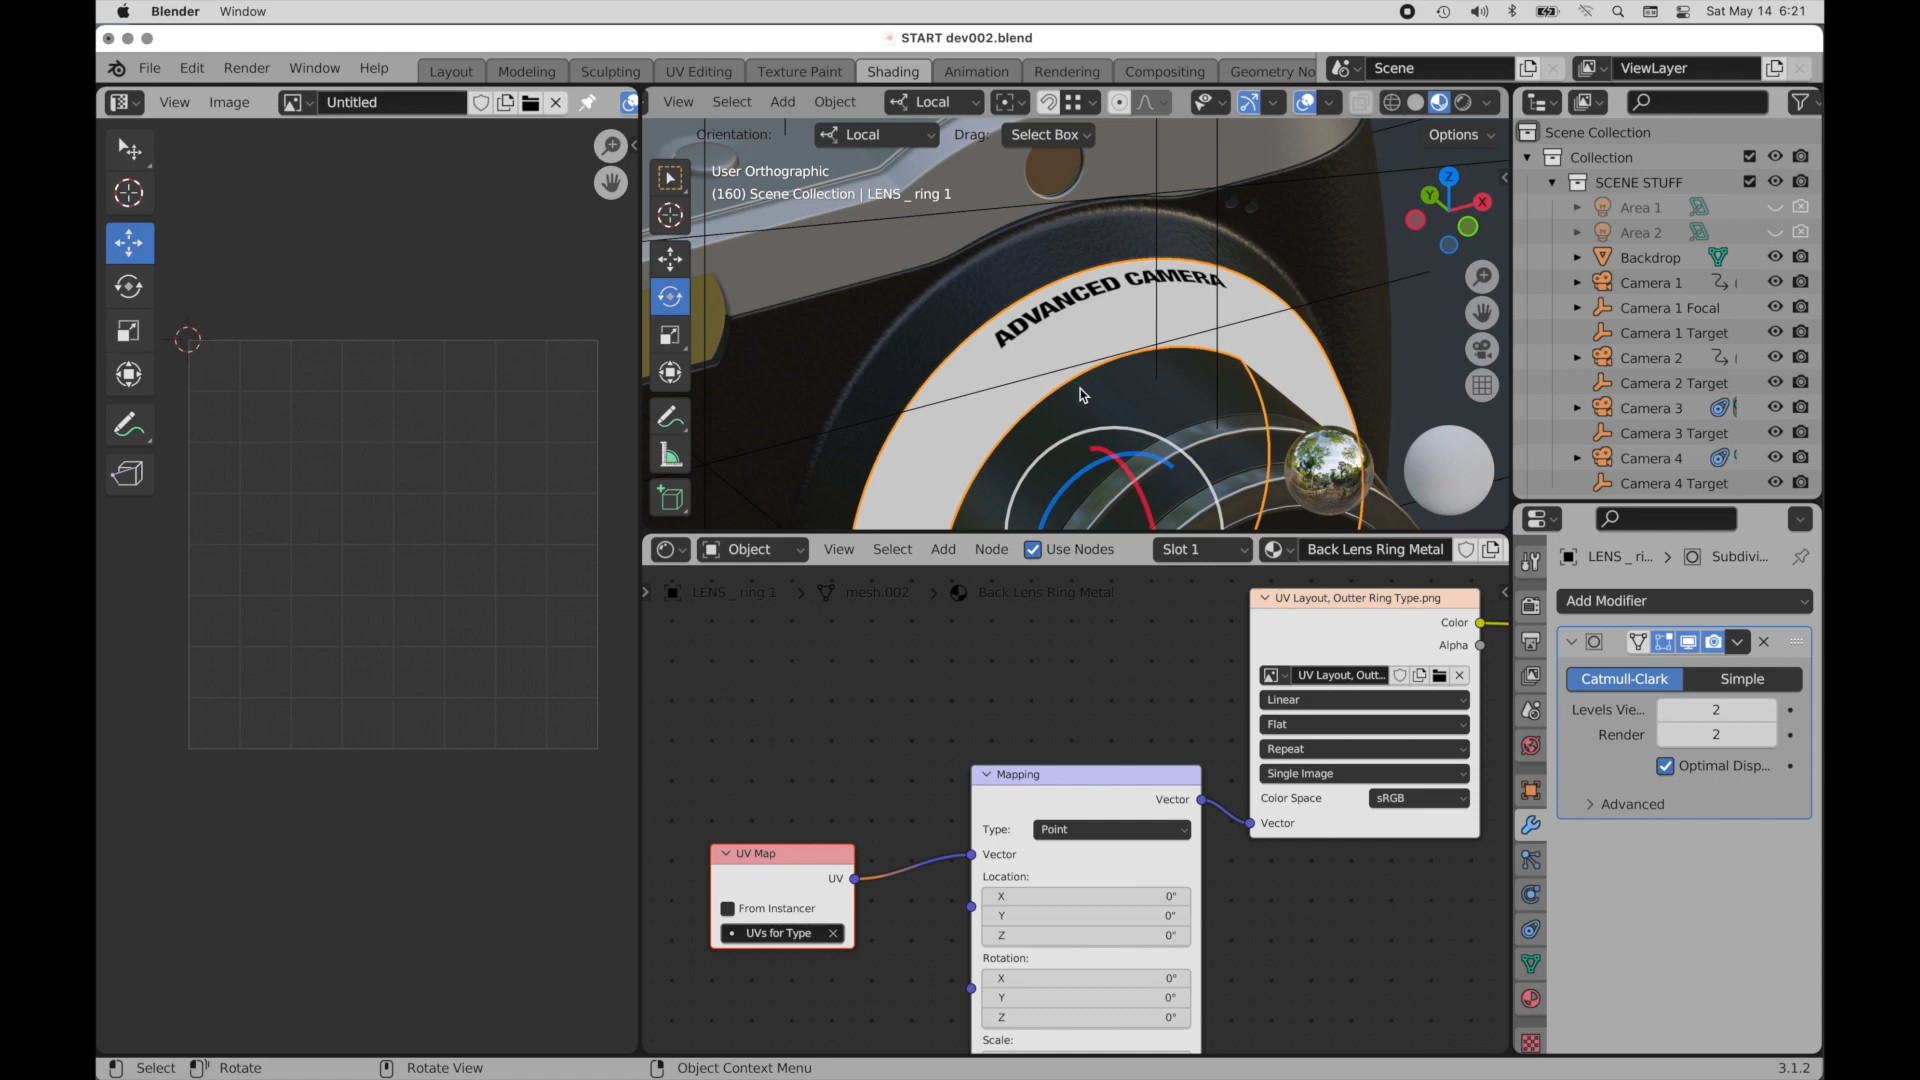 Blender Window Sat May 14 6:21
START dev002.blend
File Edit Render Window Help Layout Modeling Sculpting UV Editing Texture Paint Shading Animation Rendering Compositing Geometry No Scene ViewLayer
View Image Untitled View Select Add Object Local
Orientation: Local Drag: Select Box Options
User Orthographic
(160) Scene Collection | LENS _ ring 1
Z
Y
X
ADVANCED CAMERA
Scene Collection
Collection
SCENE STUFF
Area 1
Area 2
Backdrop
Camera 1
Camera 1 Focal
Camera 1 Target
Camera 2
Camera 2 Target
Camera 3
Camera 3 Target
Camera 4
Camera 4 Target
Object View Select Add Node Use Nodes Slot 1 Back Lens Ring Metal
LENS _ ring 1 > mesh.002 > Back Lens Ring Metal
UV Layout, Outter Ring Type.png
Color
Alpha
UV Layout, Outt...
Linear
Flat
Repeat
Single Image
Color Space sRGB
Vector
Mapping
Vector
Type: Point
Vector
Location:
X 0"
Y 0"
Z 0"
Rotation:
X 0°
Y 0°
Z 0°
Scale:
UV Map
UV
From Instancer
UVs for Type
LENS _ ri... > Subdivi...
Add Modifier
Catmull-Clark Simple
Levels Vie... 2
Render 2
Optimal Disp...
Advanced
Select Rotate Rotate View Object Context Menu 3.1.2